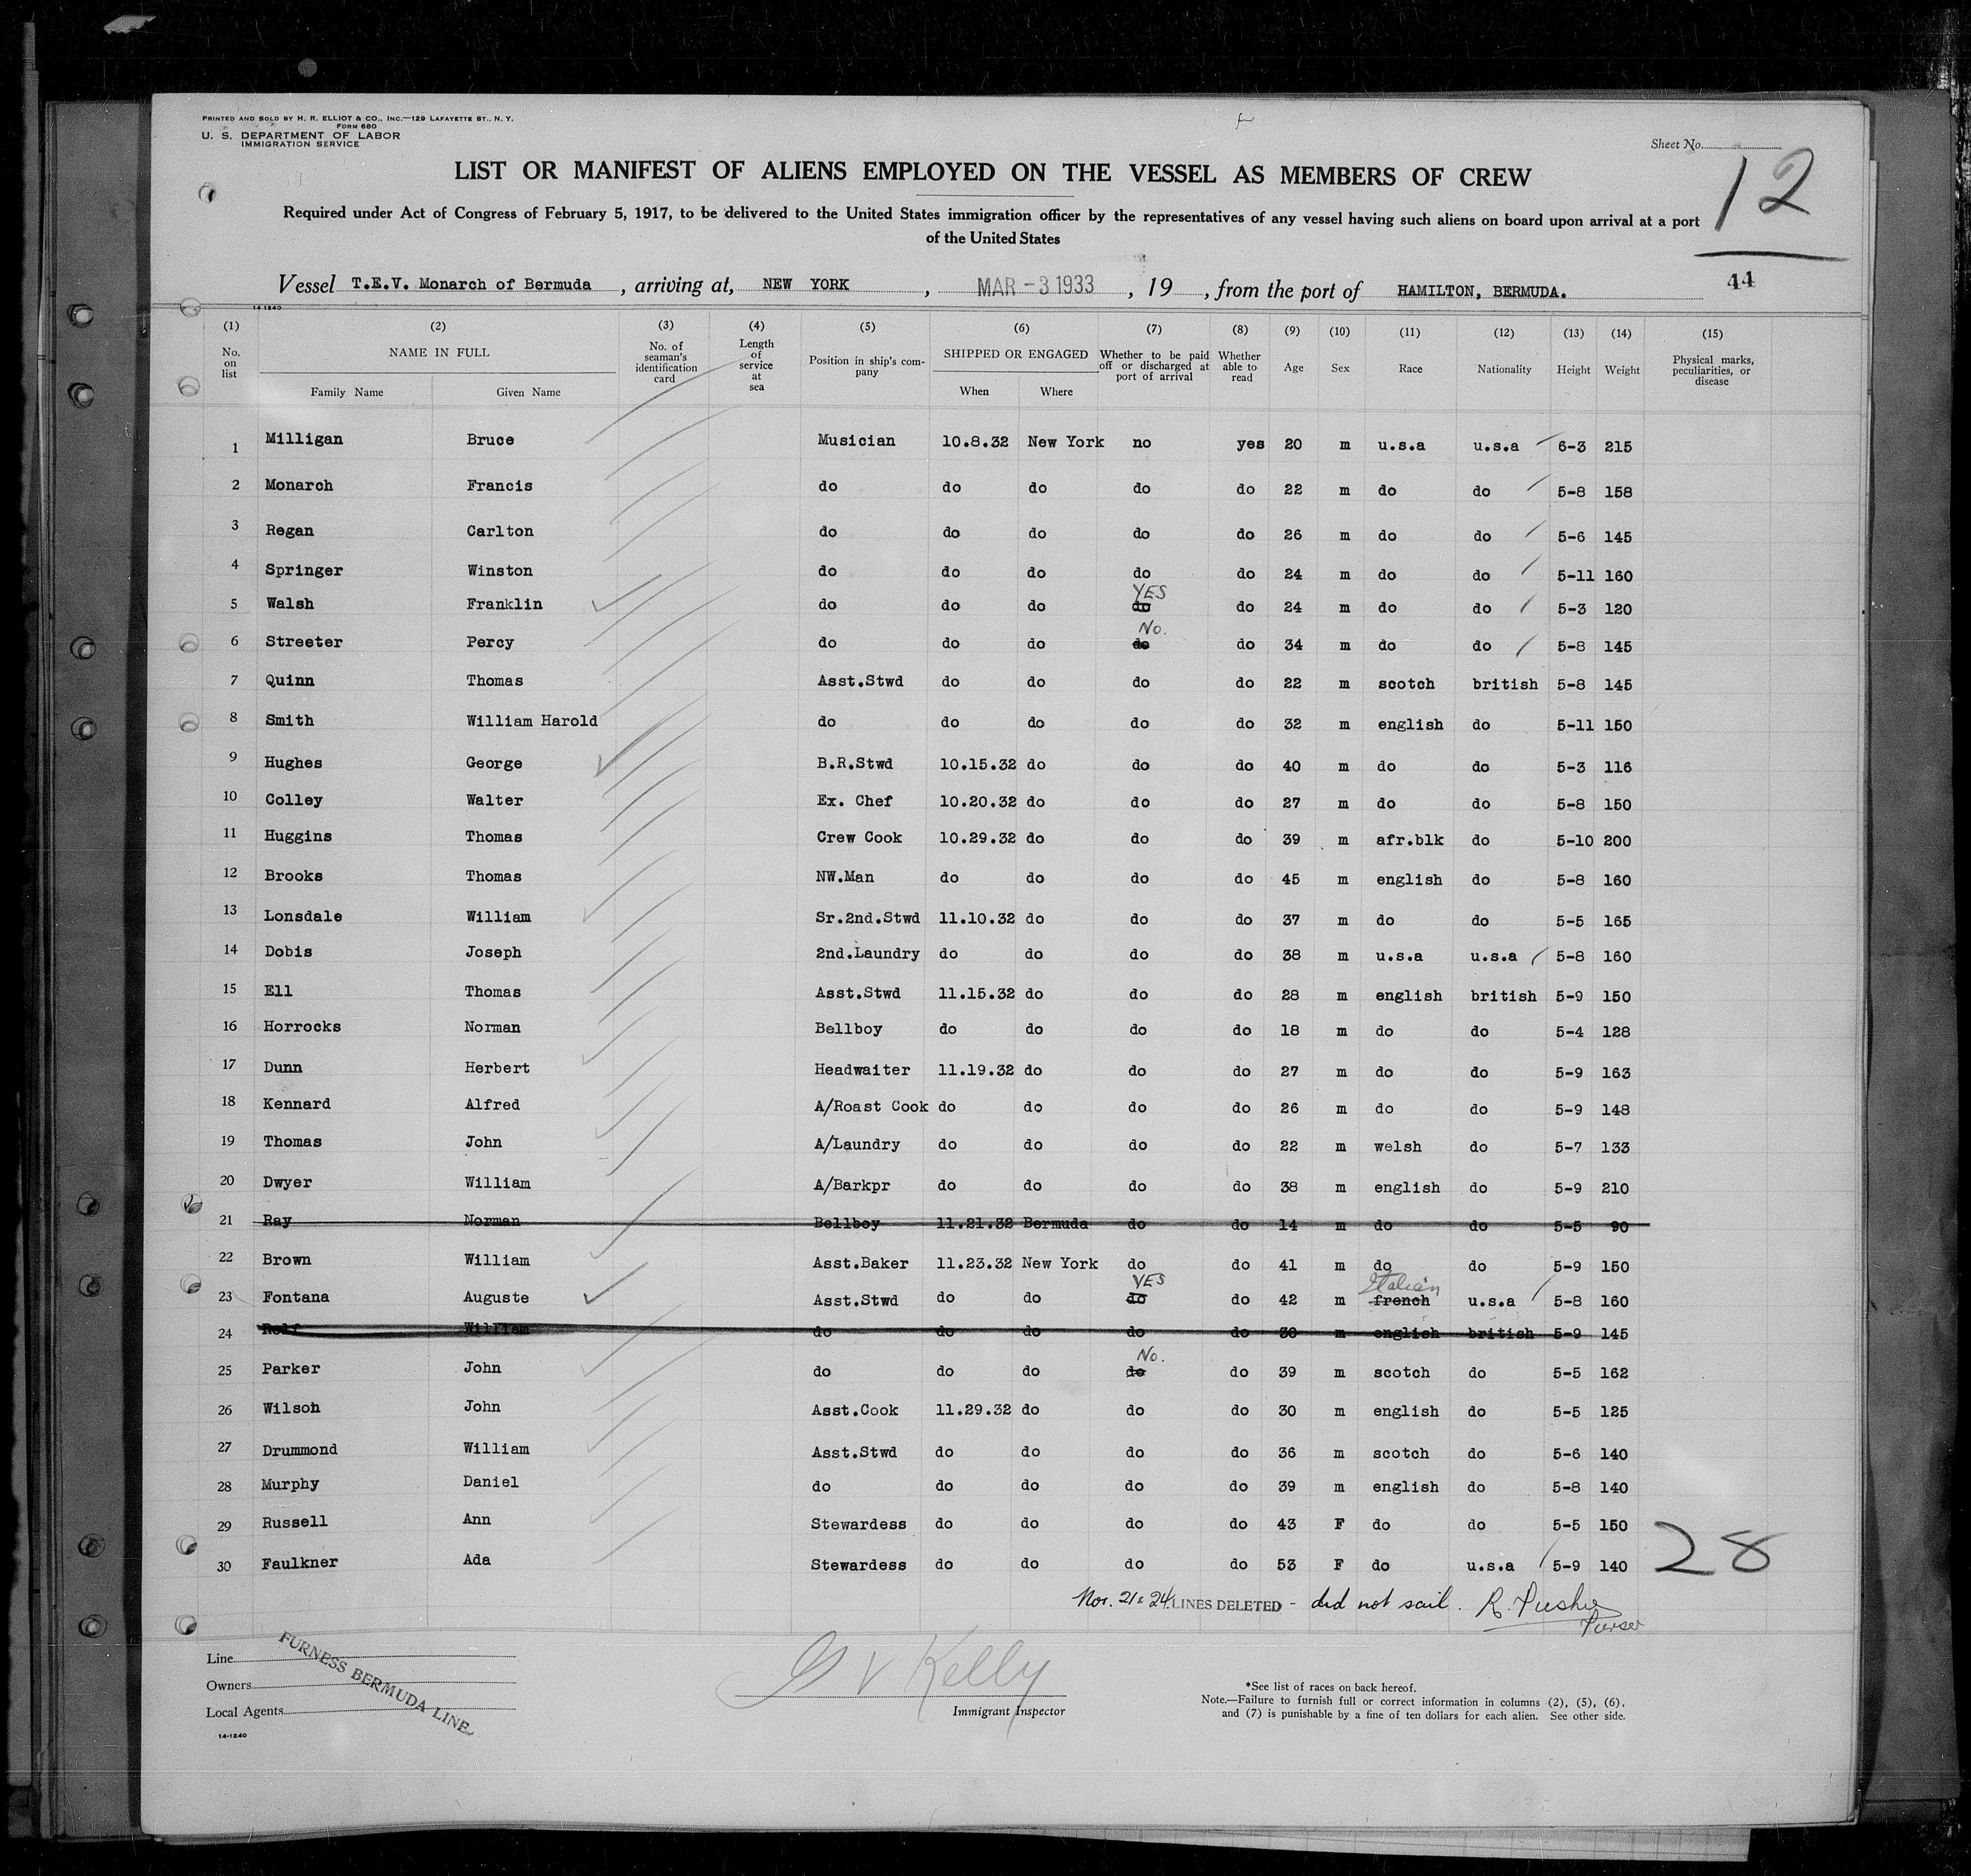 PRINTED AND SOLD BY H. R. ELLIOT & CO., INC.—129 LAFAYETTE ST., N. Y.
FORM 680
U. S. DEPARTMENT OF LABOR
IMMIGRATION SERVICE
Sheet No.
12
LIST OR MANIFEST OF ALIENS EMPLOYED ON THE VESSEL AS MEMBERS OF CREW
Required under Act of Congress of February 5, 1917, to be delivered to the United States immigration officer by the representatives of any vessel having such aliens on board upon arrival at a port
of the United States
Vessel T.E.V. Monarch of Bermuda , arriving at, NEW YORK , MAR -3 1933 , 19 , from the port of HAMILTON, BERMUDA. 44
14-1240
(1) (2) (3) (4) (5) (6) (7) (8) (9) (10) (11) (12) (13) (14) (15)
No. on list NAME IN FULL Family Name Given Name No. of seaman's identification card Length of service at sea Position in ship's company SHIPPED OR ENGAGED When Where Whether to be paid off or discharged at port of arrival Whether able to read Age Sex Race Nationality Height Weight Physical marks, peculiarities, or disease
1 Milligan Bruce Musician 10.8.32 New York no yes 20 m u.s.a u.s.a 6-3 215
2 Monarch Francis do do do do do 22 m do do 5-8 158
3 Regan Carlton do do do do do 26 m do do 5-6 145
4 Springer Winston do do do do do 24 m do do 5-11 160
5 Walsh Franklin do do do do YES do 24 m do do 5-3 120
6 Streeter Percy do do do do No. do 34 m do do 5-8 145
7 Quinn Thomas Asst.Stwd do do do do 22 m scotch british 5-8 145
8 Smith William Harold do do do do do 32 m english do 5-11 150
9 Hughes George B.R.Stwd 10.15.32 do do do 40 m do do 5-3 116
10 Colley Walter Ex. Chef 10.20.32 do do do 27 m do do 5-8 150
11 Huggins Thomas Crew Cook 10.29.32 do do do 39 m afr.blk do 5-10 200
12 Brooks Thomas NW.Man do do do do 45 m english do 5-8 160
13 Lonsdale William Sr.2nd.Stwd 11.10.32 do do do 37 m do do 5-5 165
14 Dobis Joseph 2nd.Laundry do do do do 38 m u.s.a u.s.a 5-8 160
15 Ell Thomas Asst.Stwd 11.15.32 do do do 28 m english british 5-9 150
16 Horrocks Norman Bellboy do do do do 18 m do do 5-4 128
17 Dunn Herbert Headwaiter 11.19.32 do do do 27 m do do 5-9 163
18 Kennard Alfred A/Roast Cook do do do do 26 m do do 5-9 148
19 Thomas John A/Laundry do do do do 22 m welsh do 5-7 133
20 Dwyer William A/Barkpr do do do do 38 m english do 5-9 210
21 Ray Norman Bellboy 11.21.32 Bermuda do do 14 m do do 5-5 90
22 Brown William Asst.Baker 11.23.32 New York do do 41 m do do 5-9 150
23 Fontana Auguste Asst.Stwd do do do YES do 42 m french Italian u.s.a 5-8 160
24 William do do do do do 30 m english british 5-9 145
25 Parker John do do do do No. do 39 m scotch do 5-5 162
26 Wilson John Asst.Cook 11.29.32 do do do 30 m english do 5-5 125
27 Drummond William Asst.Stwd do do do do 36 m scotch do 5-6 140
28 Murphy Daniel do do do do do 39 m english do 5-8 140
29 Russell Ann Stewardess do do do do 43 F do do 5-5 150
30 Faulkner Ada Stewardess do do do do 53 F do u.s.a 5-9 140
28
Nos. 21 & 24 LINES DELETED - did not sail. R.
Purser
Line
Owners
Local Agents
FURNESS BERMUDA LINE
14-1240
G V Kelly
Immigrant Inspector
*See list of races on back hereof.
Note.—Failure to furnish full or correct information in columns (2), (5), (6),
and (7) is punishable by a fine of ten dollars for each alien. See other side.